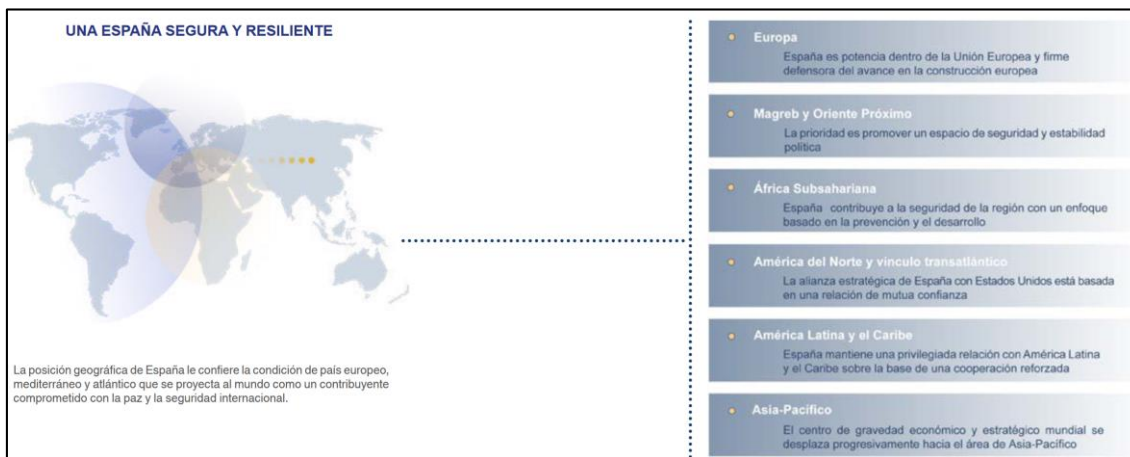 UNA ESPAÑA SEGURA Y RESILIENTE
La posición geográfica de España le confiere la condición de país europeo,
mediterráneo y atlántico que se proyecta al mundo como un contribuyente
comprometido con la paz y la seguridad internacional.
Europa
España es potencia dentro de la Unión Europea y firme
defensora del avance en la construcción europea
Magreb y Oriente Próximo
La prioridad es promover un espacio de seguridad y estabilidad
política
África Subsahariana
España contribuye a la seguridad de la región con un enfoque
basado en la prevención y el desarrollo
América del Norte y vínculo transatlántico
La alianza estratégica de España con Estados Unidos está basada
en una relación de mutua confianza
América Latina y el Caribe
España mantiene una privilegiada relación con América Latina
y el Caribe sobre la base de una cooperación reforzada
Asia-Pacífico
El centro de gravedad económico y estratégico mundial se
desplaza progresivamente hacia el área de Asia-Pacífico